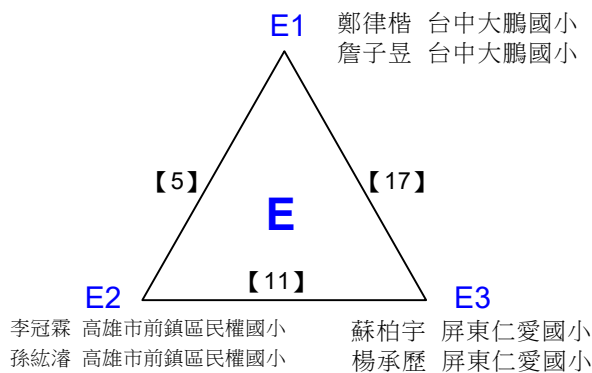 E1
鄭律楷 台中大鵬國小
詹子昱 台中大鵬國小
【5】
【17】
E
【11】
E2
E3
李冠霖 高雄市前鎮區民權國小
孫紘濬 高雄市前鎮區民權國小
蘇柏宇 屏東仁愛國小
楊承歷 屏東仁愛國小